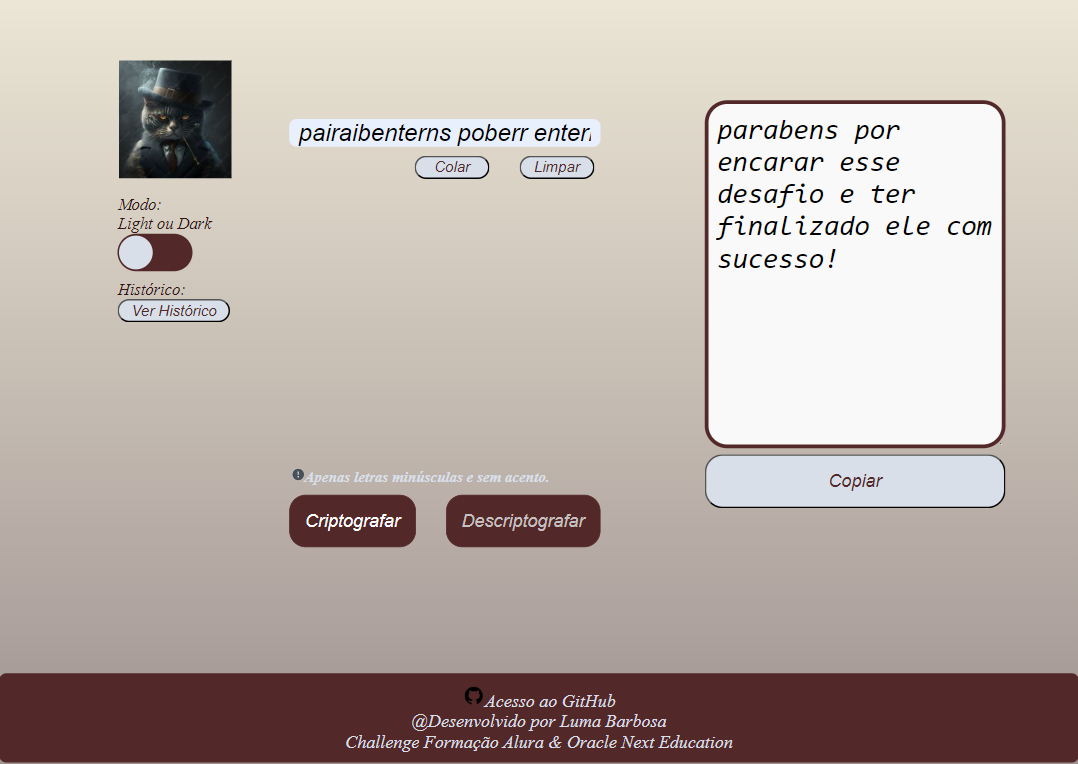 Modo:
Light ou Dark
Histórico:
Ver Histórico
pairaibenterns poberr enter
Colar
Limpar
Apenas letras minúsculas e sem acento.
Criptografar
Descriptografar
parabens por
encarar esse
desafio e ter
finalizado ele com
sucesso!
Copiar
Acesso ao GitHub
@Desenvolvido por Luma Barbosa
Challenge Formação Alura & Oracle Next Education